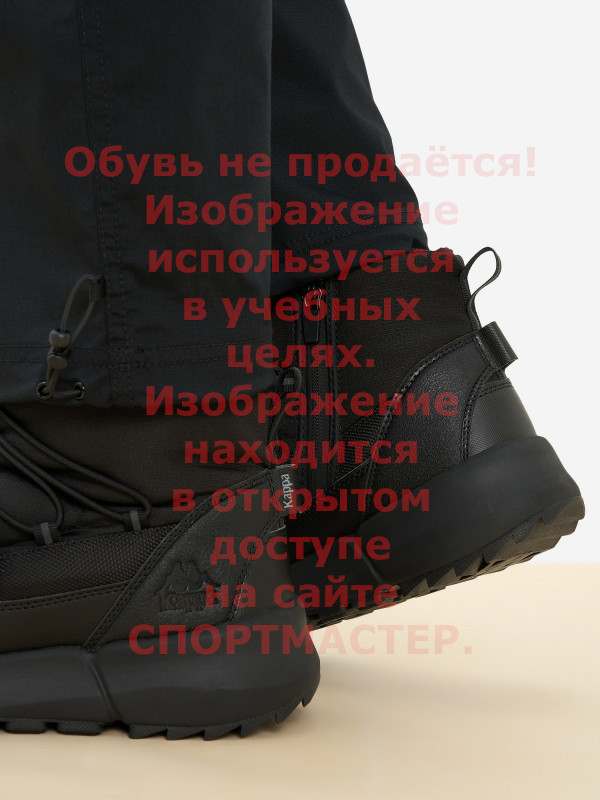 Обувь не продаётся!
Изображение
используется
в учебных
целях.
Изображение
находится
в открытом
доступе
на сайте
СПОРТМАСТЕР.
Kappa